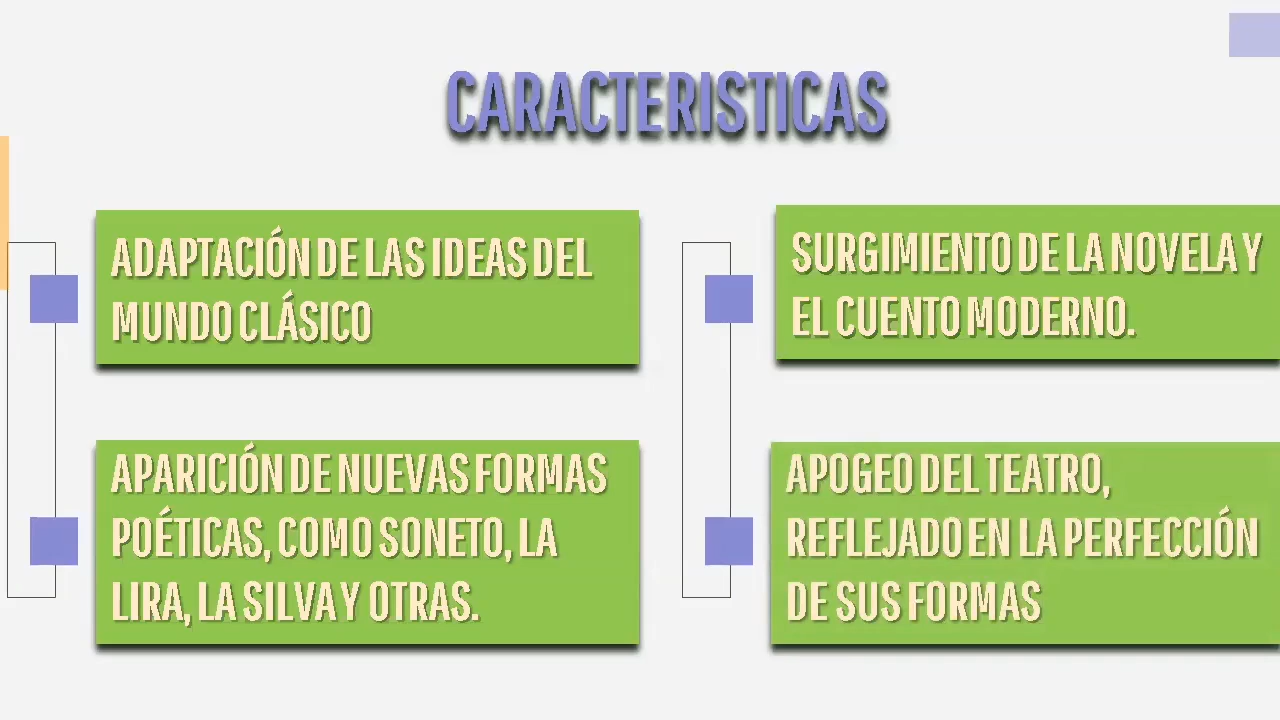 CARACTERISTICAS
ADAPTACIÓN DE LAS IDEAS DEL
MUNDO CLÁSICO
SURGIMIENTO DE LA NOVELA Y
EL CUENTO MODERNO.
APARICIÓN DE NUEVAS FORMAS
POÉTICAS, COMO SONETO, LA
LIRA, LA SILVA Y OTRAS.
APOGEO DEL TEATRO,
REFLEJADO EN LA PERFECCIÓN
DE SUS FORMAS